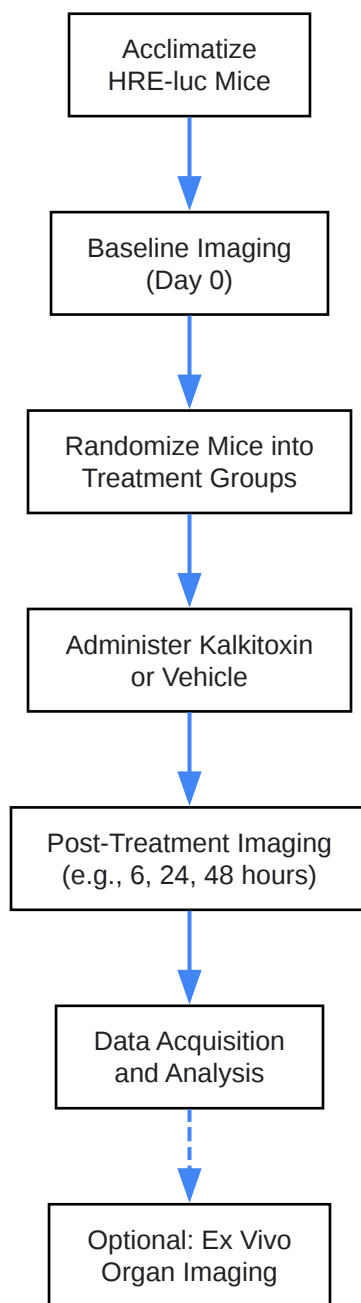 Acclimatize
HRE-luc Mice
Baseline Imaging
(Day 0)
Randomize Mice into
Treatment Groups
Administer Kalkitoxin
or Vehicle
Post-Treatment Imaging
(e.g., 6, 24, 48 hours)
Data Acquisition
and Analysis
Optional: Ex Vivo
Organ Imaging